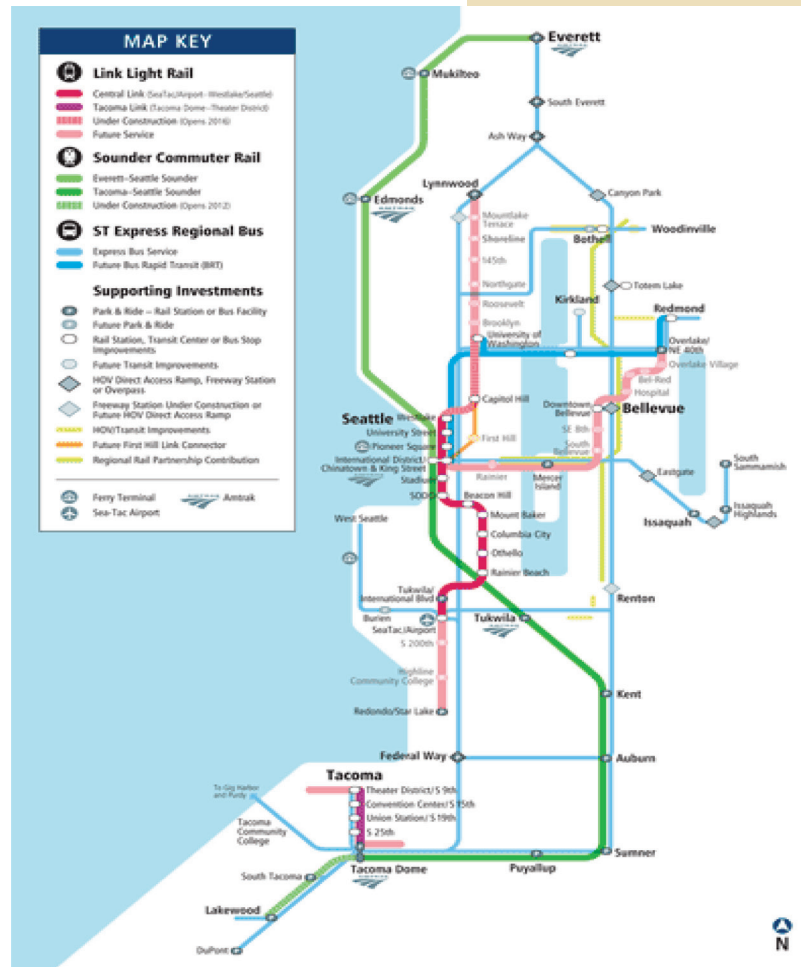 MAP KEY
Link Light Rail
Central Link (SeaTac/Airport–Westlake/Seattle)
Tacoma Link (Tacoma Dome–Theater District)
Under Construction (Opens 2016)
Future Service
Sounder Commuter Rail
Everett–Seattle Sounder
Tacoma–Seattle Sounder
Under Construction (Opens 2012)
ST Express Regional Bus
Express Bus Service
Future Bus Rapid Transit (BRT)
Supporting Investments
Park & Ride – Rail Station or Bus Facility
Future Park & Ride
Rail Station, Transit Center or Bus Stop
Improvements
Future Transit Improvements
HOV Direct Access Ramp, Freeway Station
or Overpass
Freeway Station Under Construction or
Future HOV Direct Access Ramp
HOV/Transit Improvements
Future First Hill Link Connector
Regional Rail Partnership Contribution
Ferry Terminal
AMTRAK
Amtrak
Sea-Tac Airport
Everett
AMTRAK
Mukilteo
South Everett
Ash Way
Lynnwood
Canyon Park
Edmonds
AMTRAK
Mountlake
Terrace
Shoreline
Bothell
Woodinville
145th
Northgate
Totem Lake
Kirkland
Roosevelt
Redmond
Brooklyn
University of
Washington
Overlake/
NE 40th
Overlake Village
Bel-Red
Hospital
Capitol Hill
Downtown
Bellevue
Bellevue
Seattle
Westlake
University Street
First Hill
SE 8th
Pioneer Square
South
Bellevue
International District/
Chinatown & King Street
AMTRAK
Rainier
Mercer
Island
Eastgate
South
Sammamish
Stadium
SODO
Beacon Hill
Issaquah
Issaquah
Highlands
West Seattle
Mount Baker
Columbia City
Othello
Rainier Beach
Tukwila/
International Blvd
Renton
Burien
SeaTac/Airport
Tukwila
AMTRAK
S 200th
Highline
Community College
Kent
Redondo/Star Lake
Federal Way
Auburn
Tacoma
To Gig Harbor
and Purdy
Theater District/S 9th
Convention Center/S 15th
Tacoma
Community
College
Union Station/S 19th
S 25th
Sumner
Tacoma Dome
AMTRAK
Puyallup
South Tacoma
Lakewood
DuPont
N